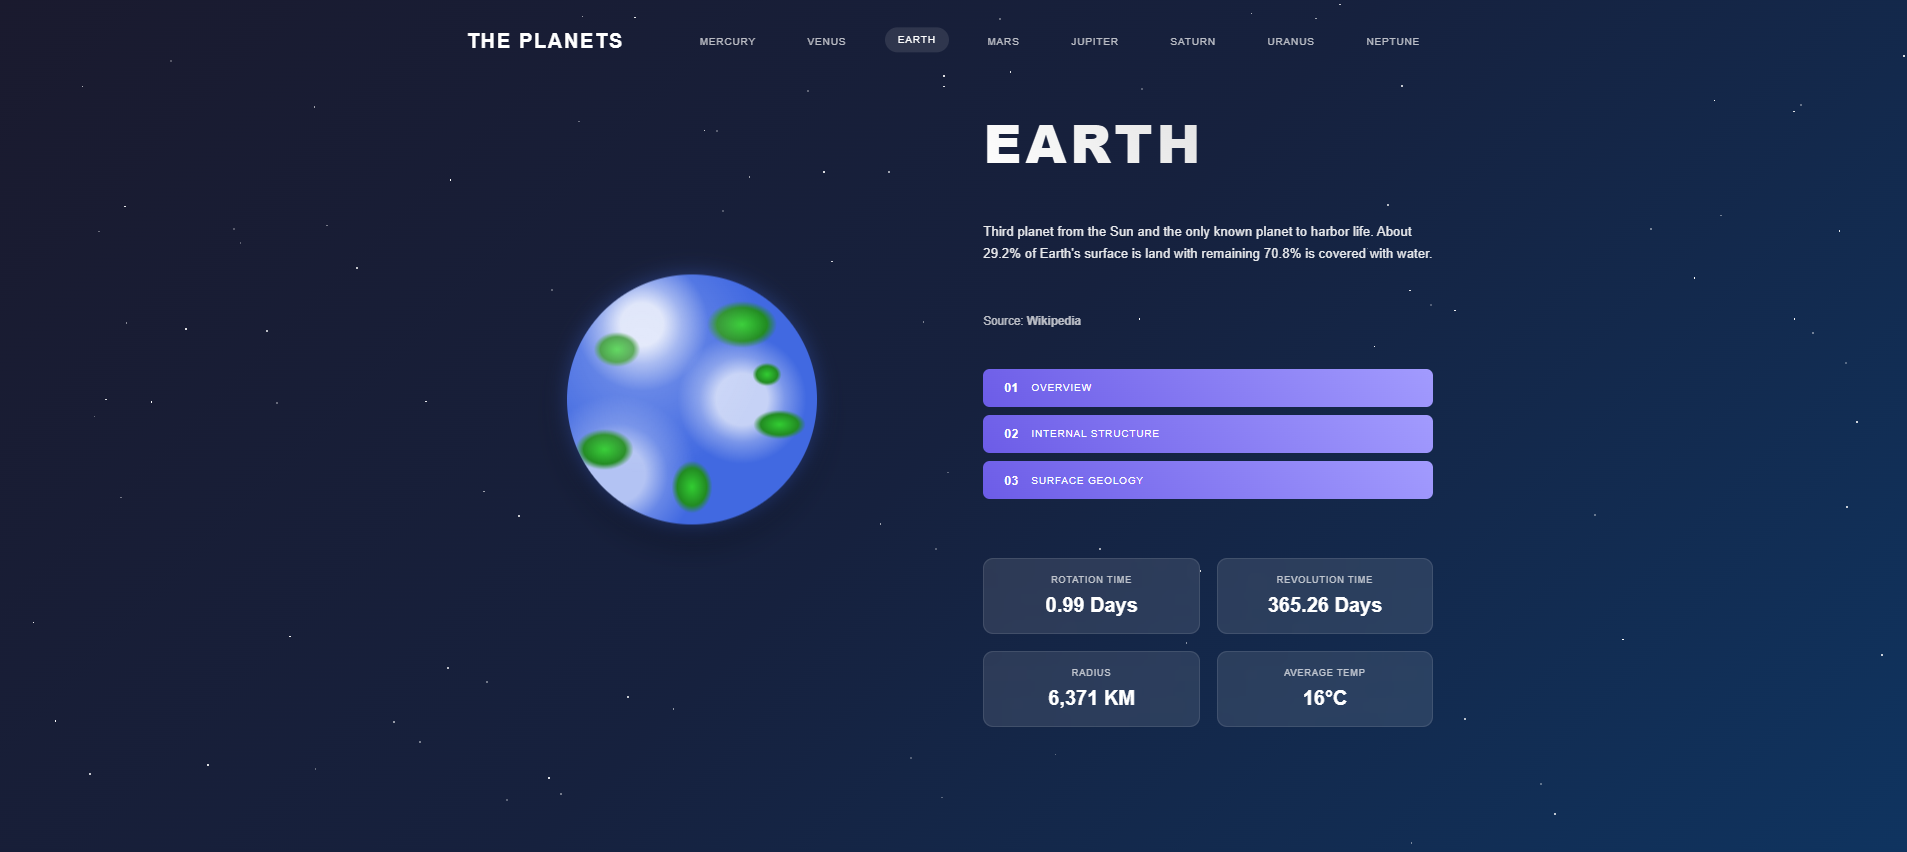 THE PLANETS
MERCURY
VENUS
EARTH
MARS
JUPITER
SATURN
URANUS
NEPTUNE
EARTH
Third planet from the Sun and the only known planet to harbor life. About
29.2% of Earth's surface is land with remaining 70.8% is covered with water.
Source: Wikipedia
01 OVERVIEW
02 INTERNAL STRUCTURE
03 SURFACE GEOLOGY
ROTATION TIME
0.99 Days
REVOLUTION TIME
365.26 Days
RADIUS
6,371 KM
AVERAGE TEMP
16°C